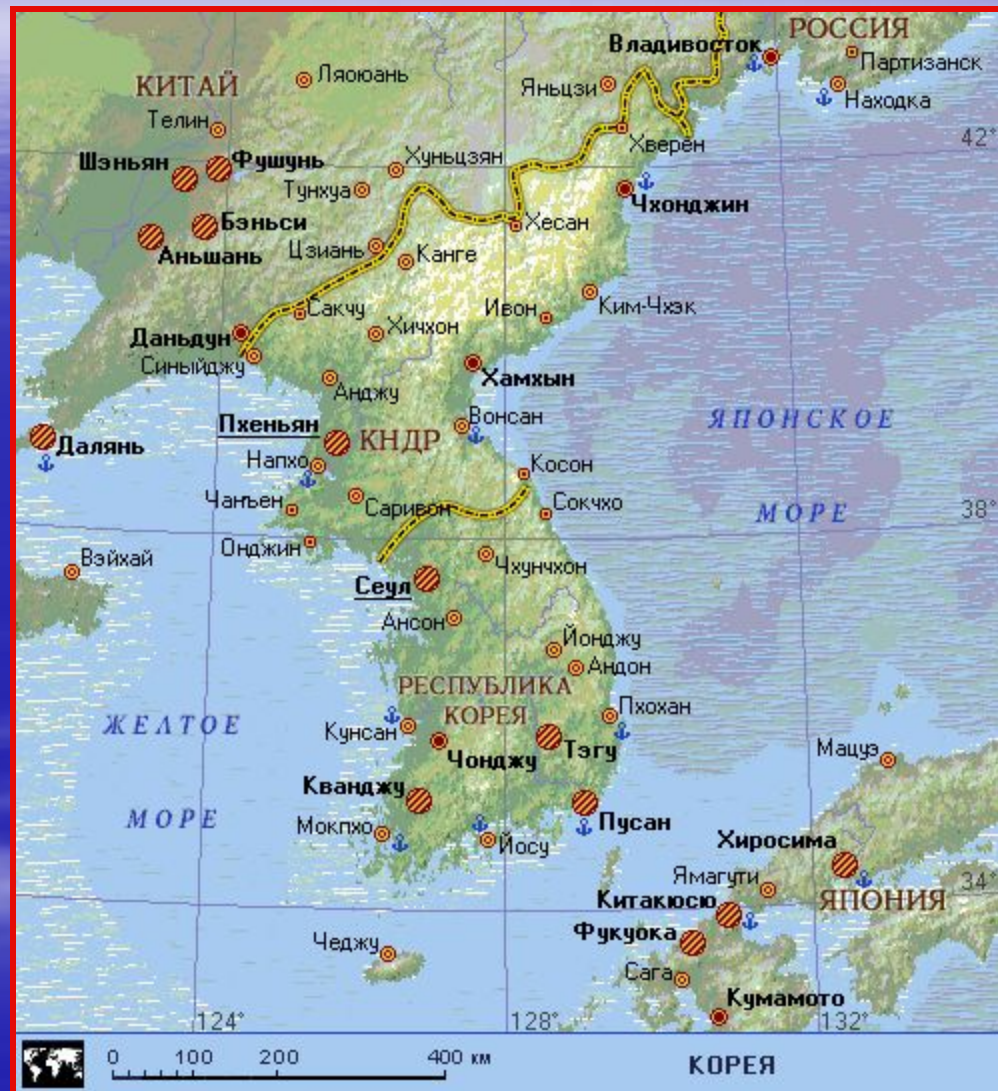 РОССИЯ
Владивосток
Партизанск
Находка
КИТАЙ
Ляоюань
Яньцзи
Телин
Хверён
42°
Шэньян
Фушунь
Хуньцзян
Тунхуа
Чхонджин
Бэньси
Хесан
Аньшань
Цзиань
Канге
Сакчу
Ивон
Ким-Чхэк
Даньдун
Хичхон
Синыйджу
Хамхын
Анджу
Пхеньян
Вонсан
ЯПОНСКОЕ
Далянь
КНДР
Напхо
Косон
Чанъен
Саривон
Сокчхо
МОРЕ
38°
Онджин
Вэйхай
Чхунчхон
Сеул
Ансон
Йонджу
Андон
РЕСПУБЛИКА
КОРЕЯ
Пхохан
ЖЕЛТОЕ
Кунсан
Чонджу
Тэгу
Мацуэ
Кванджу
МОРЕ
Мокпхо
Йосу
Пусан
Хиросима
Ямагути
34°
Китакюсю
ЯПОНИЯ
Фукуока
Чеджу
Сага
Кумамото
124°
128°
132°
0 100 200 400 км
КОРЕЯ